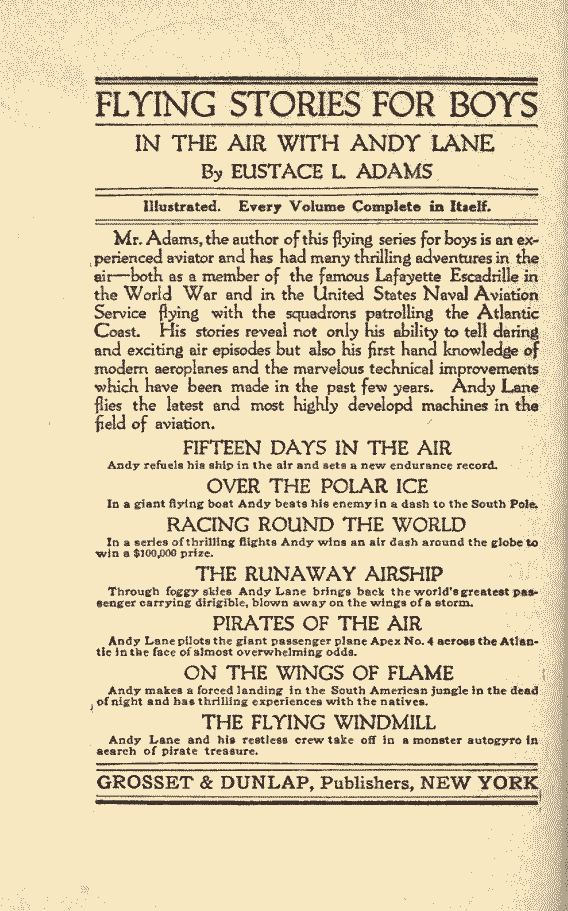 FLYING STORIES FOR BOYS
IN THE AIR WITH ANDY LANE
By EUSTACE L. ADAMS
Illustrated. Every Volume Complete in Itself.
Mr. Adams, the author of this flying series for boys is an ex-
perienced aviator and has had many thrilling adventures in the
air—both as a member of the famous Lafayette Escadrille in
the World War and in the United States Naval Aviation
Service flying with the squadrons patrolling the Atlantic
Coast. His stories reveal not only his ability to tell daring
and exciting air episodes but also his first hand knowledge of
modern aeroplanes and the marvelous technical improvements
which have been made in the past few years. Andy Lane
flies the latest and most highly developd machines in the
field of aviation.
FIFTEEN DAYS IN THE AIR
Andy refuels his ship in the air and sets a new endurance record.
OVER THE POLAR ICE
In a giant flying boat Andy beats his enemy in a dash to the South Pole.
RACING ROUND THE WORLD
In a series of thrilling flights Andy wins an air dash around the globe to
win a $100,000 prize.
THE RUNAWAY AIRSHIP
Through foggy skies Andy Lane brings back the world's greatest pas-
senger carrying dirigible, blown away on the wings of a storm.
PIRATES OF THE AIR
Andy Lane pilots the giant passenger plane Apex No. 4 across the Atlan-
tic in the face of almost overwhelming odds.
ON THE WINGS OF FLAME
Andy makes a forced landing in the South American jungle in the dead
of night and has thrilling experiences with the natives.
THE FLYING WINDMILL
Andy Lane and his restless crew take off in a monster autogyro in
search of pirate treasure.
GROSSET & DUNLAP, Publishers, NEW YORK